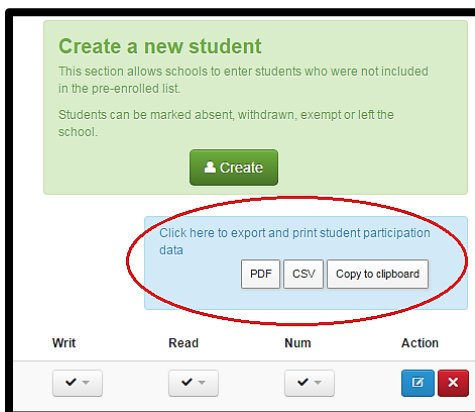 Create a new student
This section allows schools to enter students who were not included
in the pre-enrolled list.
Students can be marked absent, withdrawn, exempt or left the
school.
Create
Click here to export and print student participation
data
PDF CSV Copy to clipboard
Writ Read Num Action